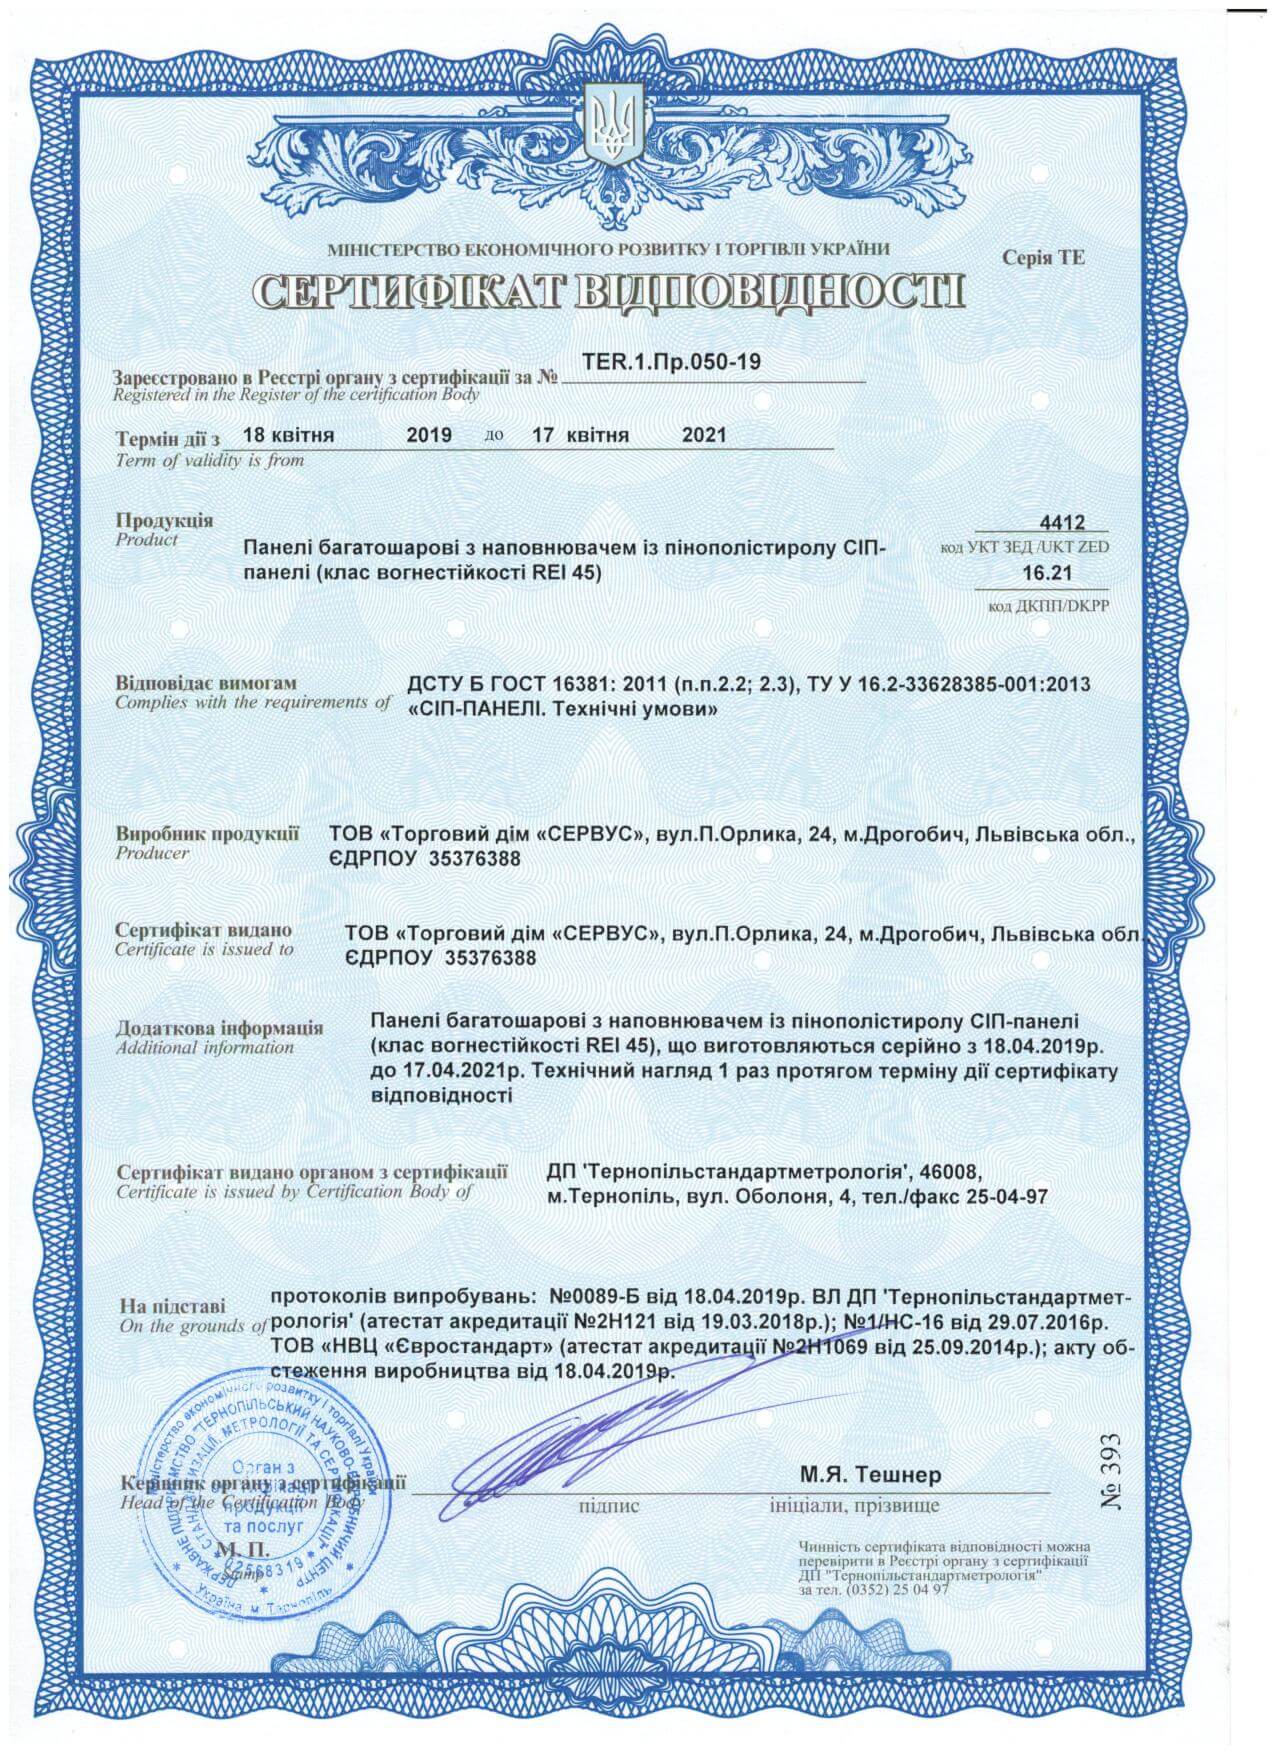 МІНІСТЕРСТВО ЕКОНОМІЧНОГО РОЗВИТКУ І ТОРГІВЛІ УКРАЇНИ
Серія ТЕ
СЕРТИФІКАТ ВІДПОВІДНОСТІ
Зареєстровано в Реєстрі органу з сертифікації за № TER.1.Пр.050-19
Registered in the Register of the certification Body
Термін дії з 18 квітня 2019 до 17 квітня 2021
Term of validity is from
Продукція
Product
Панелі багатошарові з наповнювачем із пінополістиролу СІП-
панелі (клас вогнестійкості REI 45)
4412
код УКТ ЗЕД /UKT ZED
16.21
код ДКПП/DKPP
Відповідає вимогам
Complies with the requirements of
ДСТУ Б ГОСТ 16381: 2011 (п.п.2.2; 2.3), ТУ У 16.2-33628385-001:2013
«СІП-ПАНЕЛІ. Технічні умови»
Виробник продукції
Producer
ТОВ «Торговий дім «СЕРВУС», вул.П.Орлика, 24, м.Дрогобич, Львівська обл.,
ЄДРПОУ 35376388
Сертифікат видано
Certificate is issued to
ТОВ «Торговий дім «СЕРВУС», вул.П.Орлика, 24, м.Дрогобич, Львівська обл.,
ЄДРПОУ 35376388
Додаткова інформація
Additional information
Панелі багатошарові з наповнювачем із пінополістиролу СІП-панелі
(клас вогнестійкості REI 45), що виготовляються серійно з 18.04.2019р.
до 17.04.2021р. Технічний нагляд 1 раз протягом терміну дії сертифікату
відповідності
Сертифікат видано органом з сертифікації
Certificate is issued by Certification Body of
ДП 'Тернопільстандартметрологія', 46008,
м.Тернопіль, вул. Оболоня, 4, тел./факс 25-04-97
На підставі
On the grounds of
протоколів випробувань: №0089-Б від 18.04.2019р. ВЛ ДП 'Тернопільстандартмет-
рологія' (атестат акредитації №2Н121 від 19.03.2018р.); №1/НС-16 від 29.07.2016р.
ТОВ «НВЦ «Євростандарт» (атестат акредитації №2Н1069 від 25.09.2014р.); акту об-
стеження виробництва від 18.04.2019р.
Керівник органу з сертифікації
Head of the Certification Body
підпис
М.Я. Тешнер
ініціали, прізвище
М. П.
Stamp
Міністерство економічного розвитку і торгівлі України
ДЕРЖАВНЕ ПІДПРИЄМСТВО "ТЕРНОПІЛЬСЬКИЙ НАУКОВО-ВИРОБНИЧИЙ ЦЕНТР
СТАНДАРТИЗАЦІЇ, МЕТРОЛОГІЇ ТА СЕРТИФІКАЦІЇ"
Орган з
сертифікації
продукції
та послуг
* 02568319 *
Україна м. Тернопіль
№ 393
Чинність сертифіката відповідності можна
перевірити в Реєстрі органу з сертифікації
ДП "Тернопільстандартметрологія"
за тел. (0352) 25 04 97